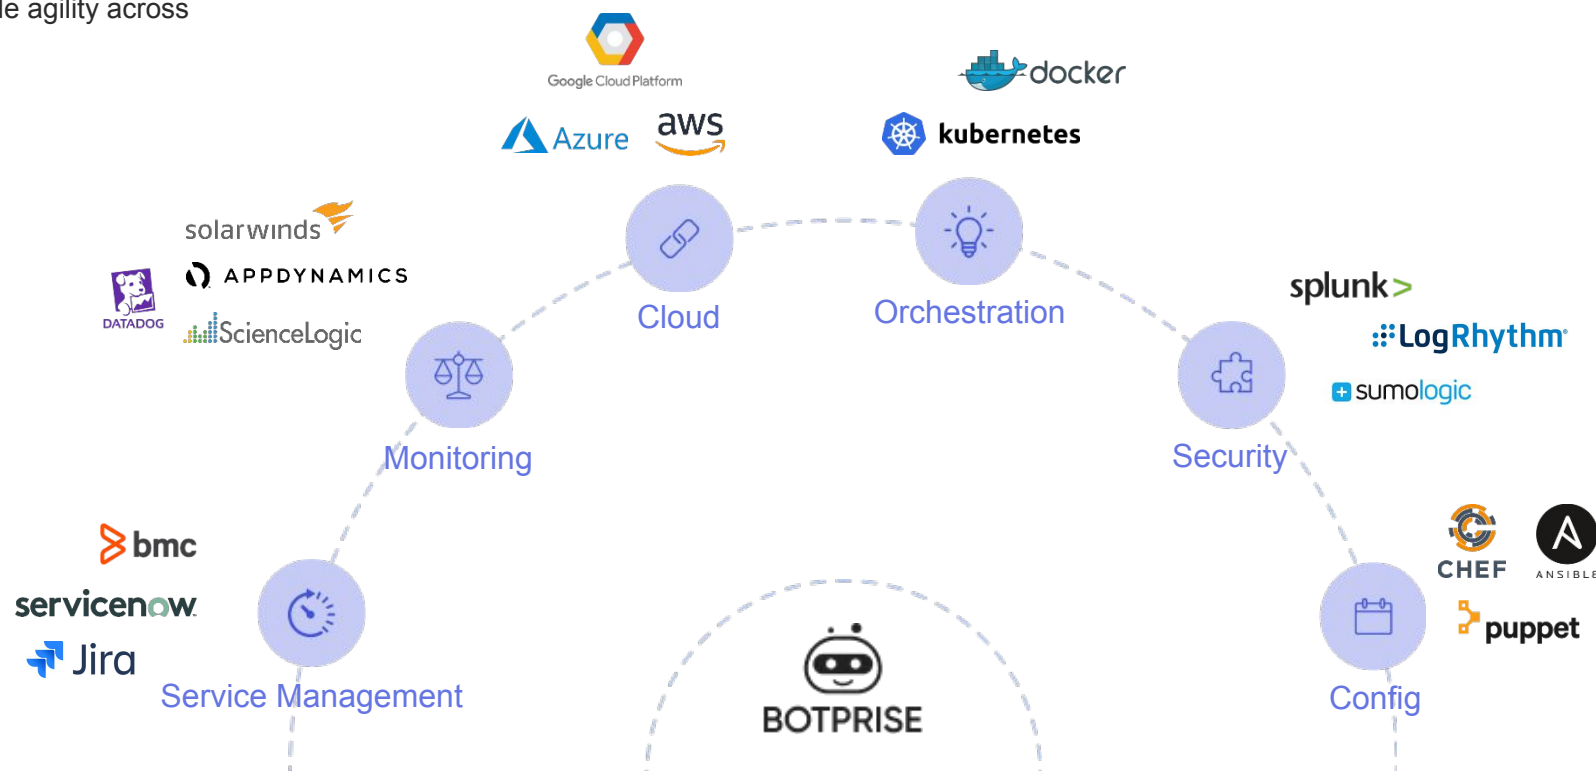 le agility across
Google Cloud Platform
docker
Azure
aws
kubernetes
solarwinds
APPDYNAMICS
DATADOG
ScienceLogic
Cloud
Orchestration
splunk>
LogRhythm
sumologic
Monitoring
Security
bmc
servicenow
Jira
Service Management
CHEF
ANSIBLE
puppet
Config
BOTPRISE